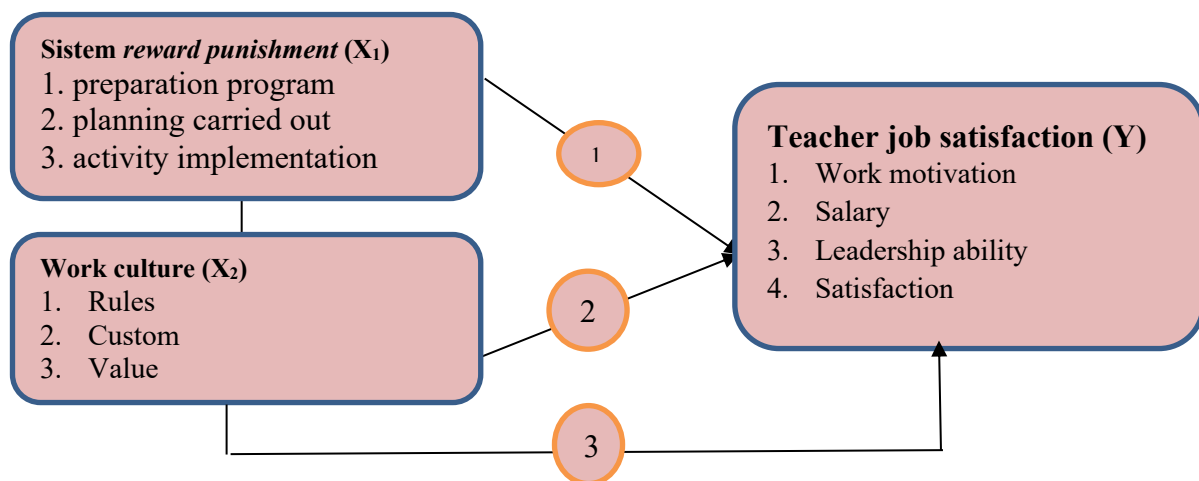 Sistem reward punishment (X₁)
1. preparation program
2. planning carried out
3. activity implementation
1
Teacher job satisfaction (Y)
1. Work motivation
2. Salary
3. Leadership ability
4. Satisfaction
Work culture (X₂)
1. Rules
2. Custom
3. Value
2
3